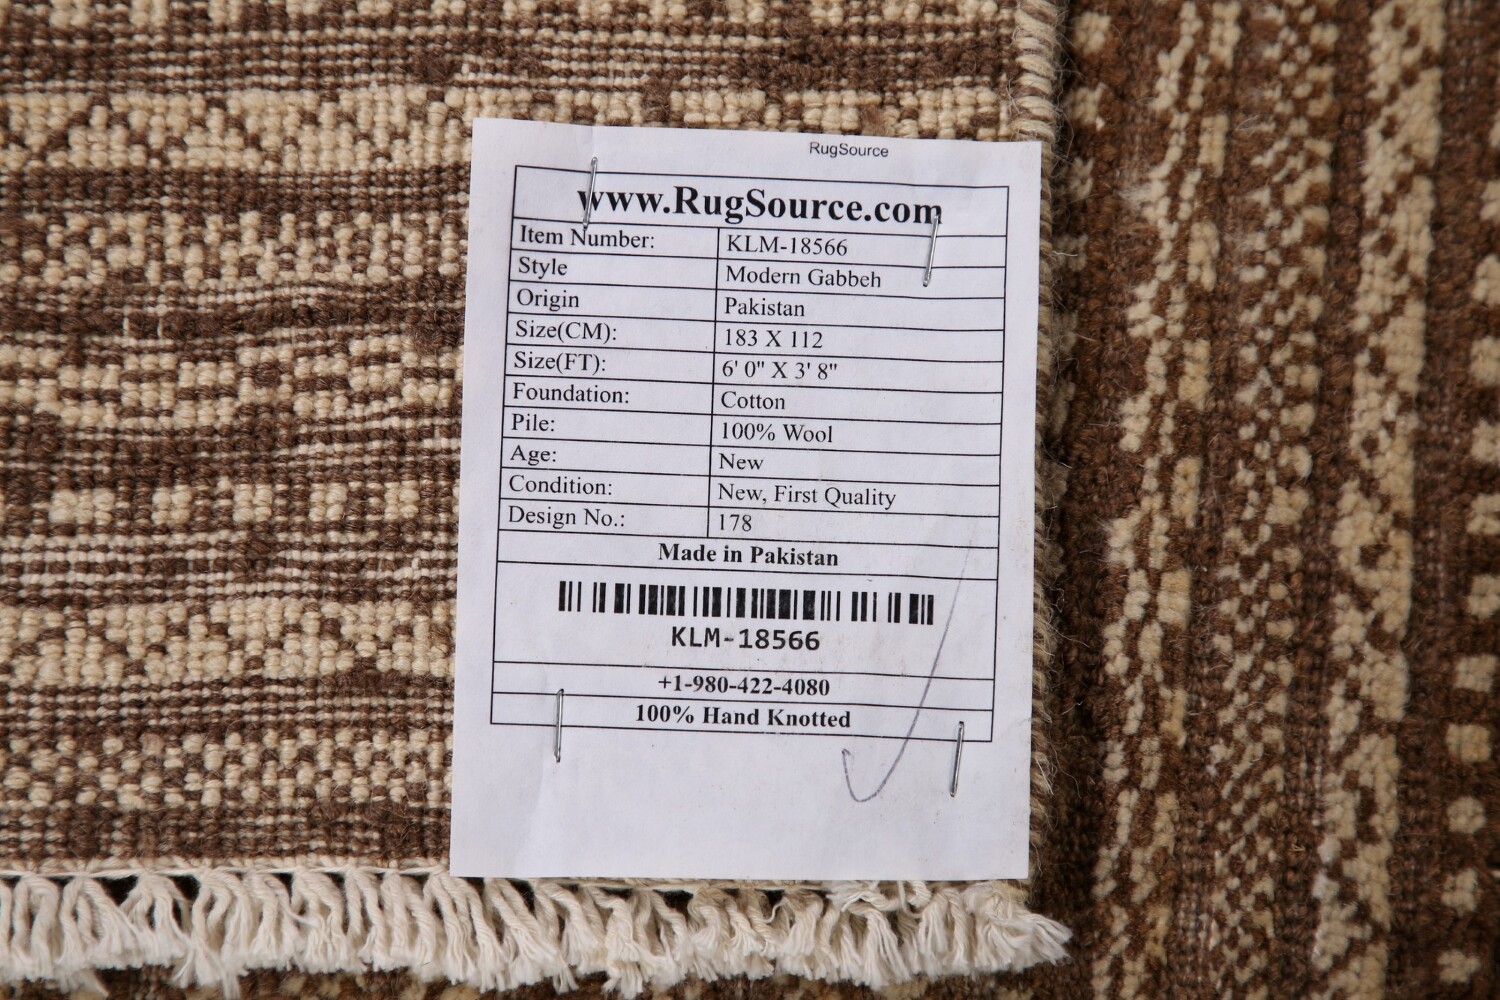 RugSource
www.RugSource.com
Item Number: KLM-18566
Style Modern Gabbeh
Origin Pakistan
Size(CM): 183 X 112
Size(FT): 6' 0" X 3' 8"
Foundation: Cotton
Pile: 100% Wool
Age: New
Condition: New, First Quality
Design No.: 178
Made in Pakistan
KLM-18566
+1-980-422-4080
100% Hand Knotted